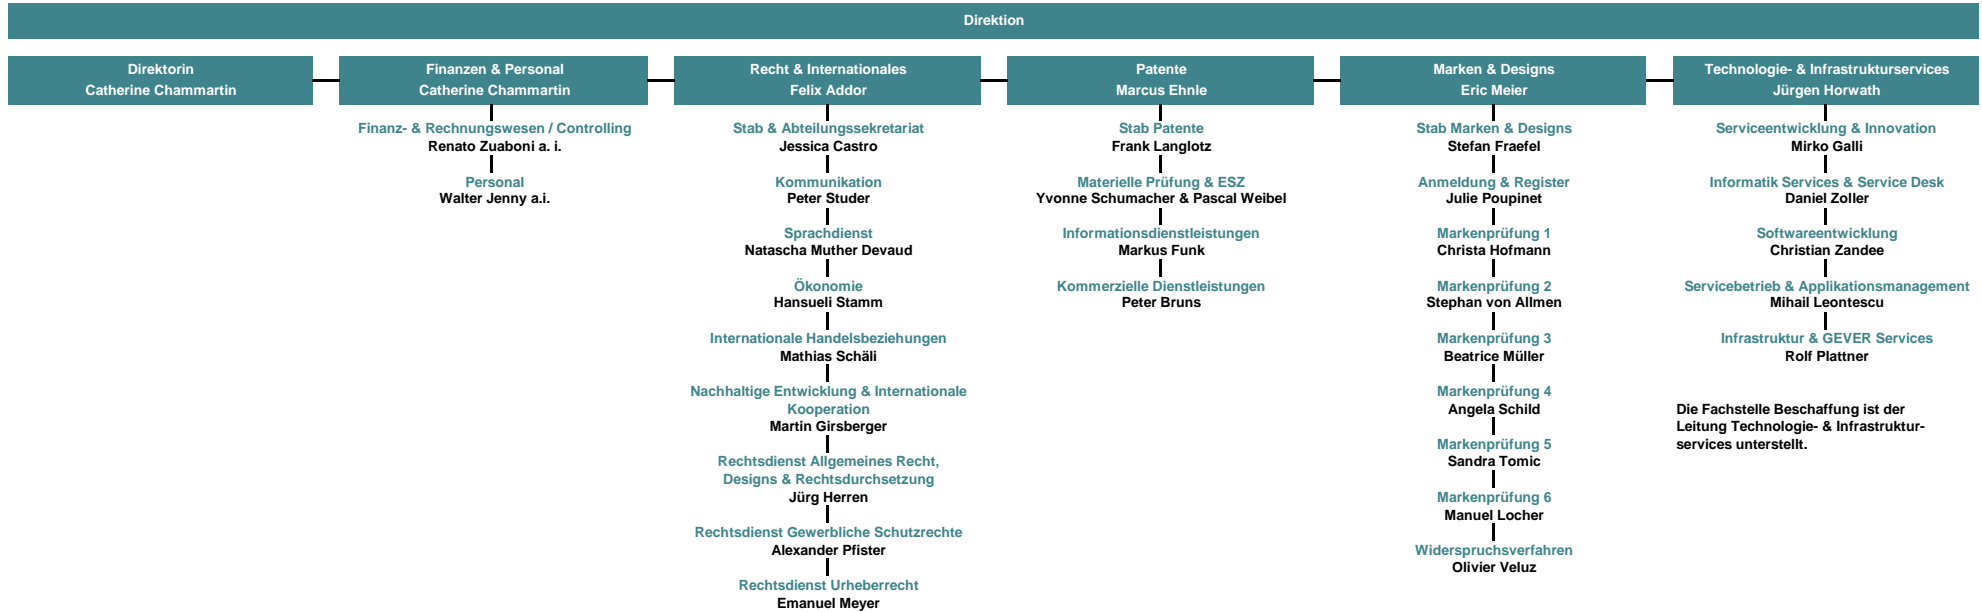 Direktion
Direktorin
Catherine Chammartin
Finanzen & Personal
Catherine Chammartin
Finanz- & Rechnungswesen / Controlling
Renato Zuaboni a. i.
Personal
Walter Jenny a.i.
Recht & Internationales
Felix Addor
Stab & Abteilungssekretariat
Jessica Castro
Kommunikation
Peter Studer
Sprachdienst
Natascha Muther Devaud
Ökonomie
Hansueli Stamm
Internationale Handelsbeziehungen
Mathias Schäli
Nachhaltige Entwicklung & Internationale
Kooperation
Martin Girsberger
Rechtsdienst Allgemeines Recht,
Designs & Rechtsdurchsetzung
Jürg Herren
Rechtsdienst Gewerbliche Schutzrechte
Alexander Pfister
Rechtsdienst Urheberrecht
Emanuel Meyer
Patente
Marcus Ehnle
Stab Patente
Frank Langlotz
Materielle Prüfung & ESZ
Yvonne Schumacher & Pascal Weibel
Informationsdienstleistungen
Markus Funk
Kommerzielle Dienstleistungen
Peter Bruns
Marken & Designs
Eric Meier
Stab Marken & Designs
Stefan Fraefel
Anmeldung & Register
Julie Poupinet
Markenprüfung 1
Christa Hofmann
Markenprüfung 2
Stephan von Allmen
Markenprüfung 3
Beatrice Müller
Markenprüfung 4
Angela Schild
Markenprüfung 5
Sandra Tomic
Markenprüfung 6
Manuel Locher
Widerspruchsverfahren
Olivier Veluz
Technologie- & Infrastrukturservices
Jürgen Horwath
Serviceentwicklung & Innovation
Mirko Galli
Informatik Services & Service Desk
Daniel Zoller
Softwareentwicklung
Christian Zandee
Servicebetrieb & Applikationsmanagement
Mihail Leontescu
Infrastruktur & GEVER Services
Rolf Plattner
Die Fachstelle Beschaffung ist der
Leitung Technologie- & Infrastruktur-
services unterstellt.